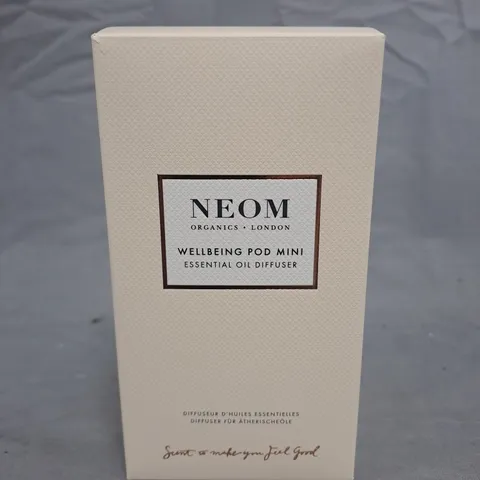 NEOM
ORGANICS • LONDON
WELLBEING POD MINI
ESSENTIAL OIL DIFFUSER
DIFFUSEUR D'HUILES ESSENTIELLES
DIFFUSER FÜR ÄTHERISCHEÖLE
Scent to make you Feel Good